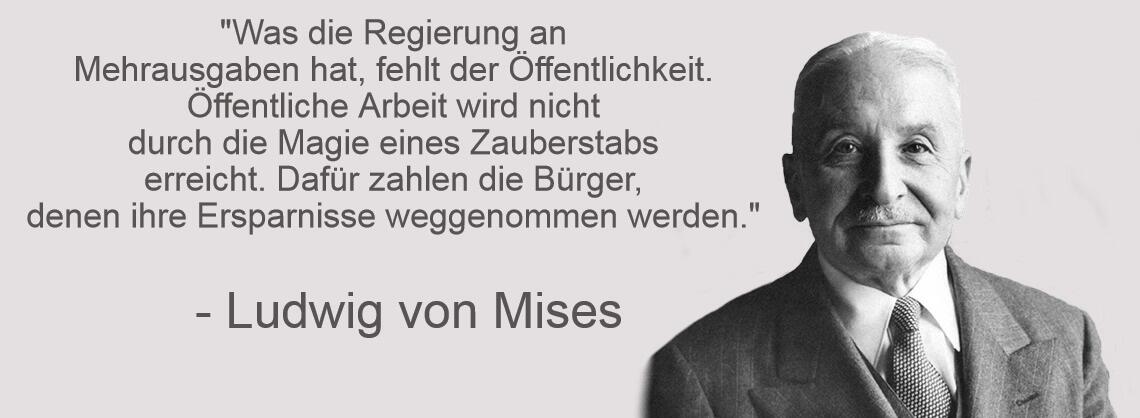 "Was die Regierung an
Mehrausgaben hat, fehlt der Öffentlichkeit.
Öffentliche Arbeit wird nicht
durch die Magie eines Zauberstabs
erreicht. Dafür zahlen die Bürger,
denen ihre Ersparnisse weggenommen werden."
- Ludwig von Mises